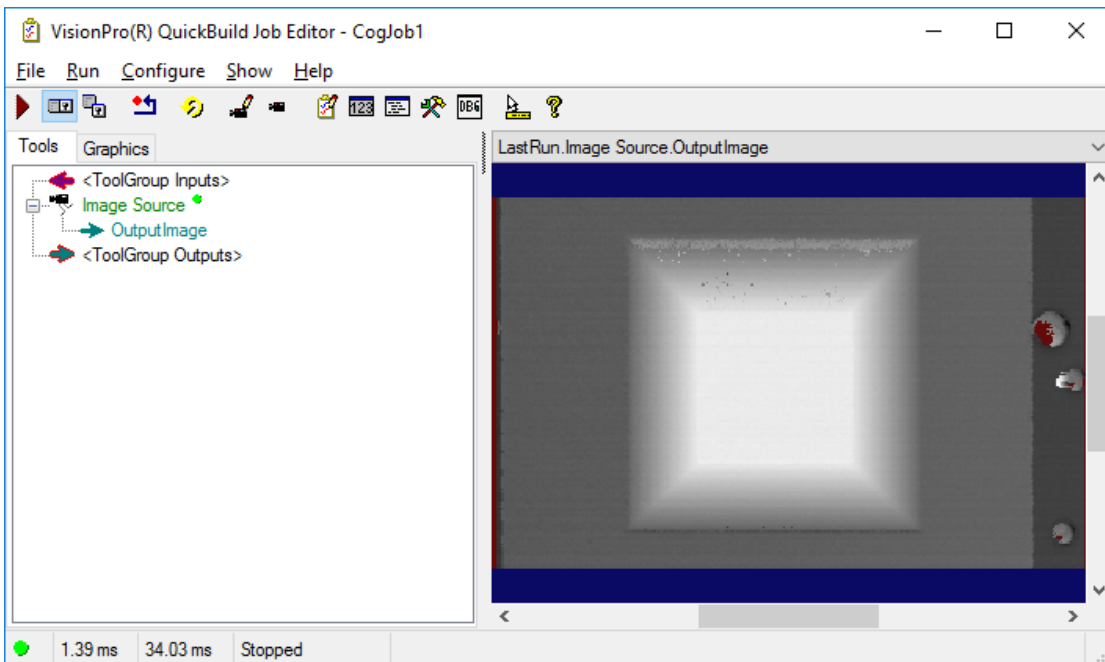 VisionPro(R) QuickBuild Job Editor - CogJob1
File Run Configure Show Help
123 DBG
Tools Graphics
LastRun.Image Source.OutputImage
<ToolGroup Inputs>
Image Source
OutputImage
<ToolGroup Outputs>
1.39 ms 34.03 ms Stopped